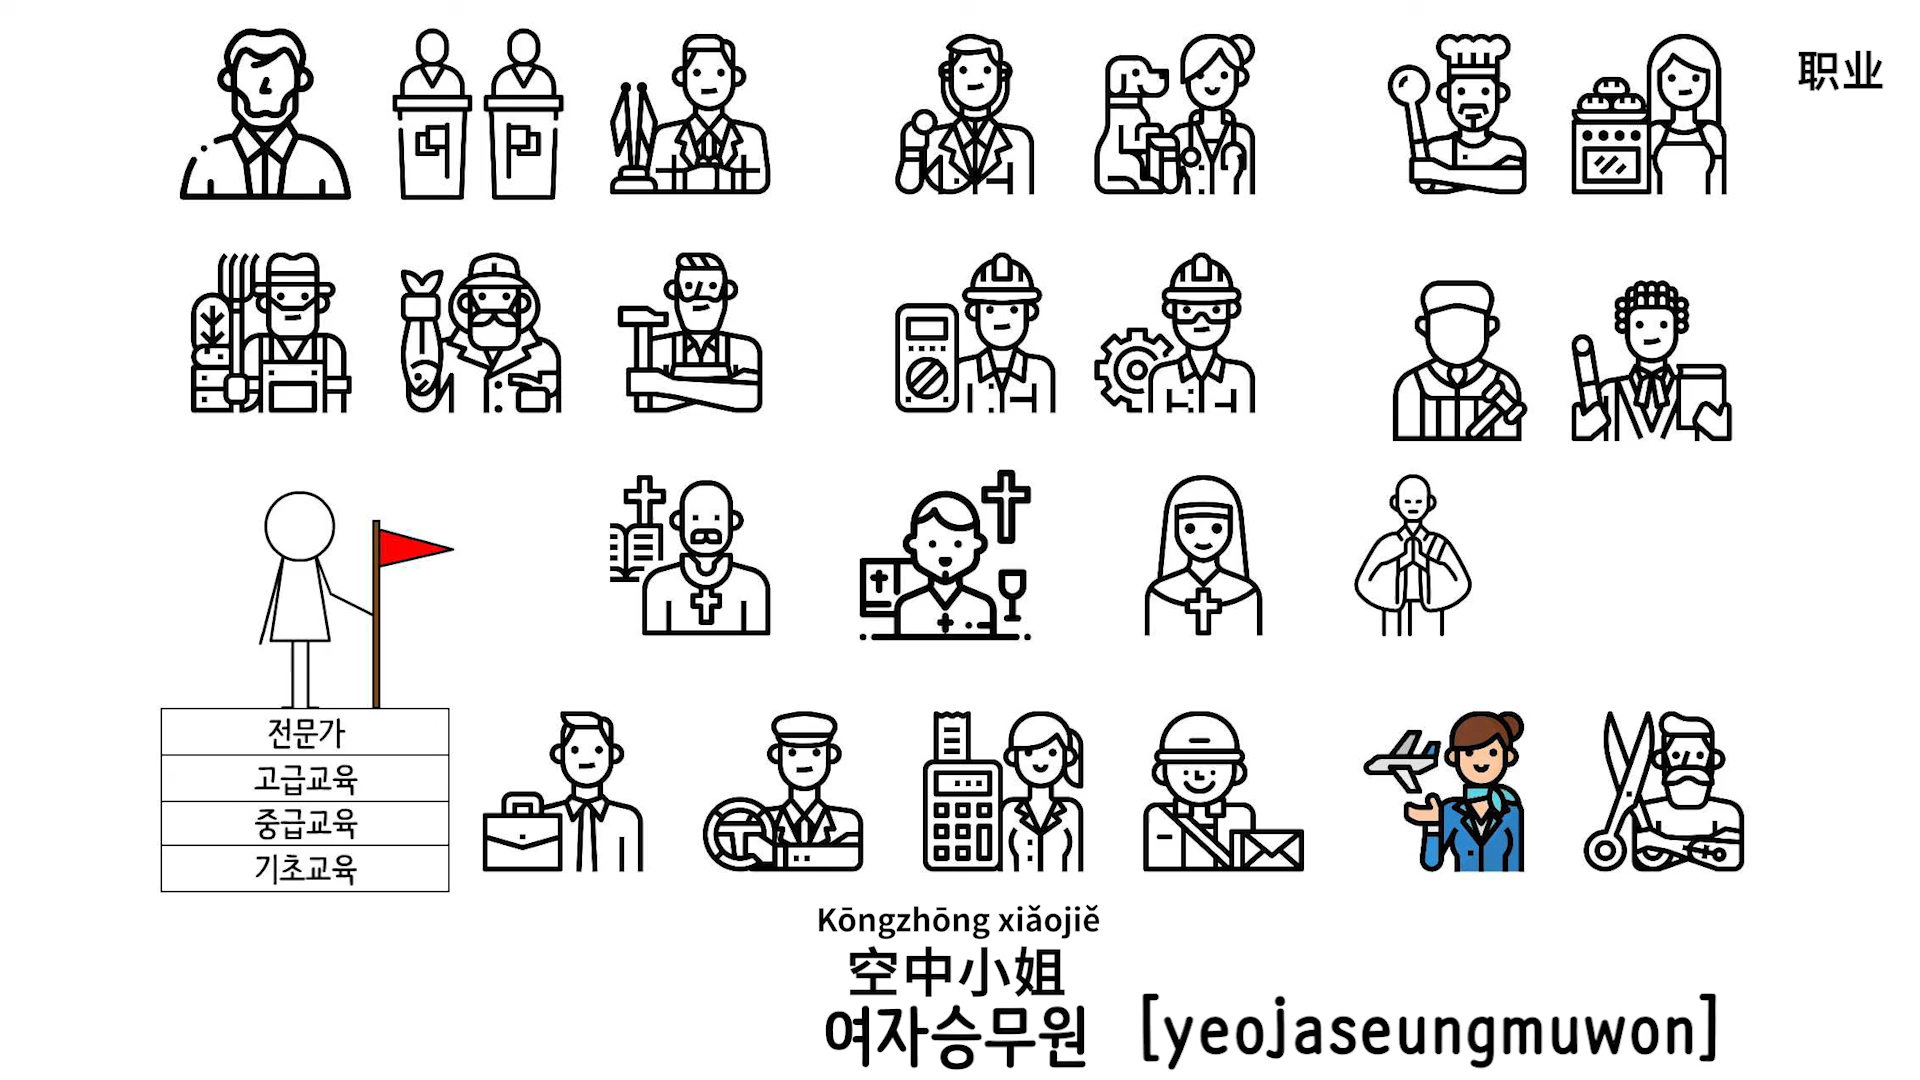 职业
전문가
고급교육
중급교육
기초교육
Kōngzhōng xiǎojiě
空中小姐
여자승무원 [yeojaseungmuwon]